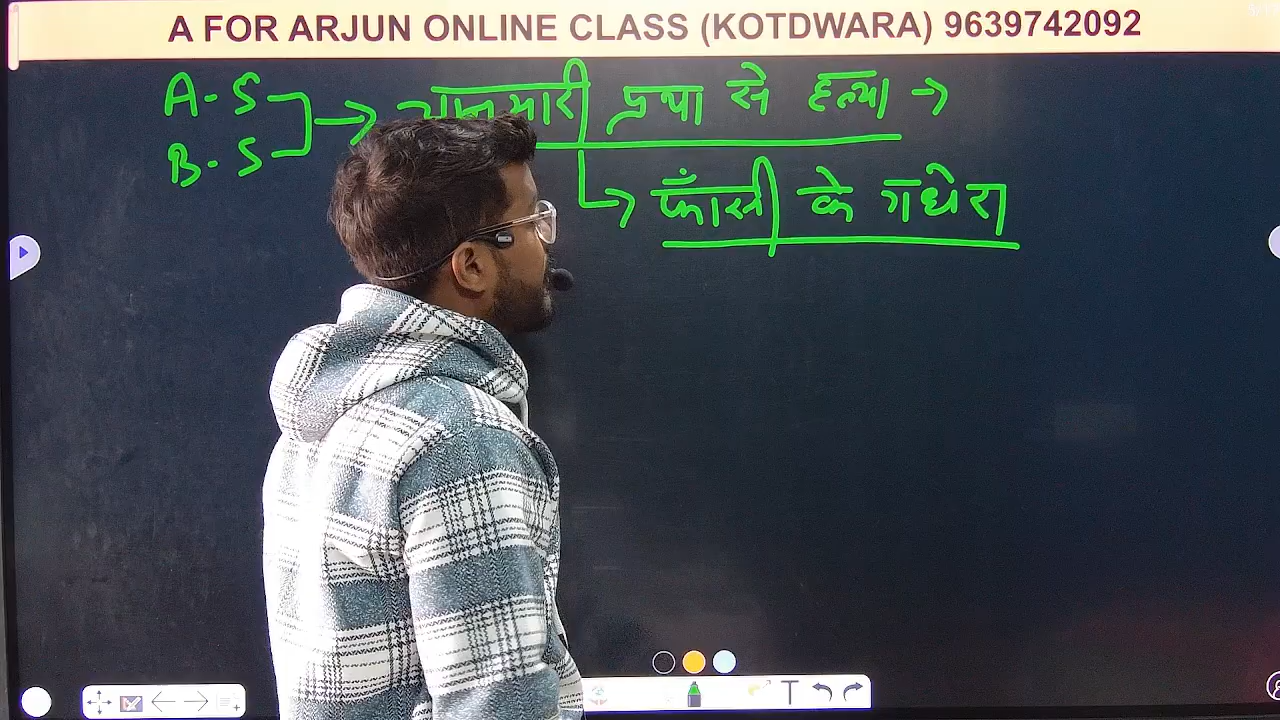 A FOR ARJUN ONLINE CLASS (KOTDWARA) 9639742092
A - S
B - S
→ प्रथा से हत्या →
→ फाँसी के गधेरा
T